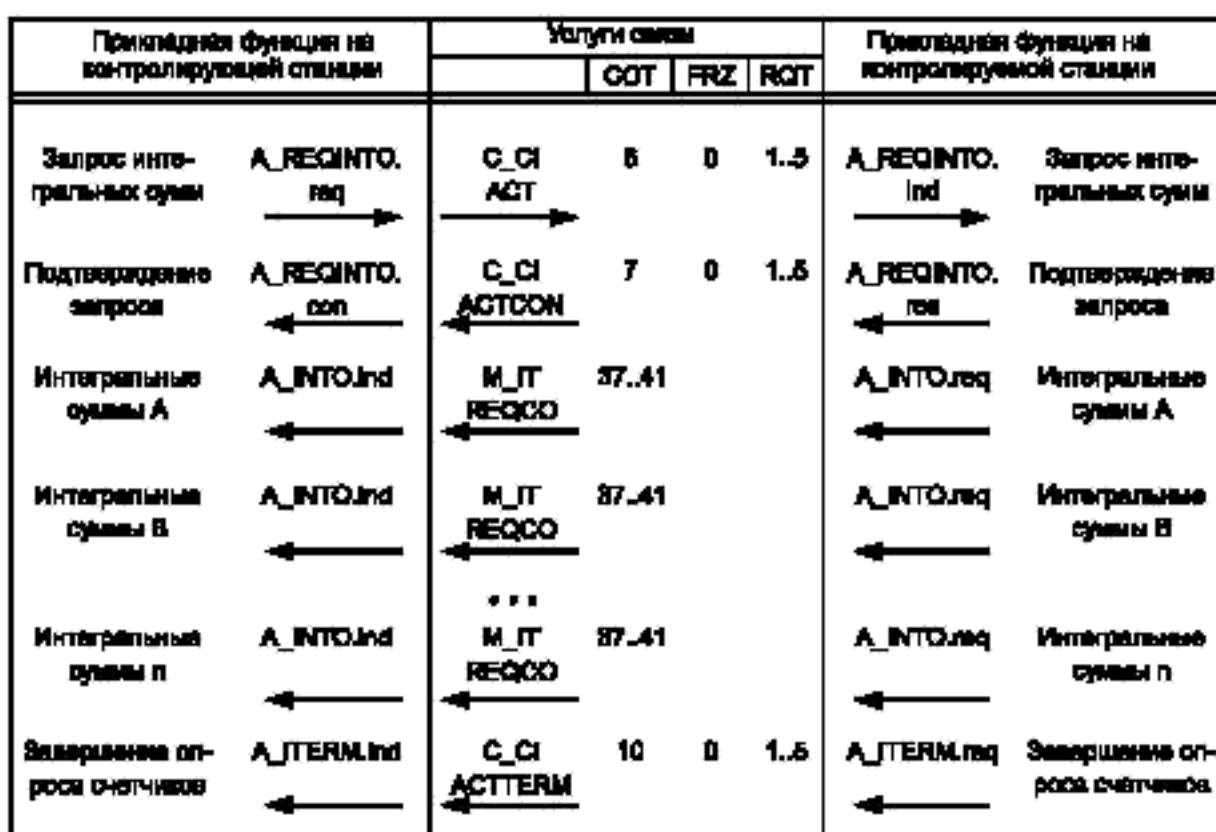 Прикладная функция на контролирующей станции
Услуги связи
Прикладная функция на контролируемой станции
COT FRZ RQT
Запрос инте- A_REQINTO. C_CI 6 0 1..5 A_REQINTO. Запрос инте-
гральных сумм req ACT ind гральных сумм
Подтверждение A_REQINTO. C_CI 7 0 1..5 A_REQINTO. Подтверждение
запроса con ACTCON res запроса
Интегральные A_INTO.ind M_IT 37..41 A_INTO.req Интегральные
суммы A REQCO суммы A
Интегральные A_INTO.ind M_IT 37..41 A_INTO.req Интегральные
суммы B REQCO суммы B
...
Интегральные A_INTO.ind M_IT 37..41 A_INTO.req Интегральные
суммы n REQCO суммы n
Завершение оп- A_ITERM.ind C_CI 10 0 1..5 A_ITERM.req Завершение оп-
роса счетчиков ACTTERM роса счетчиков